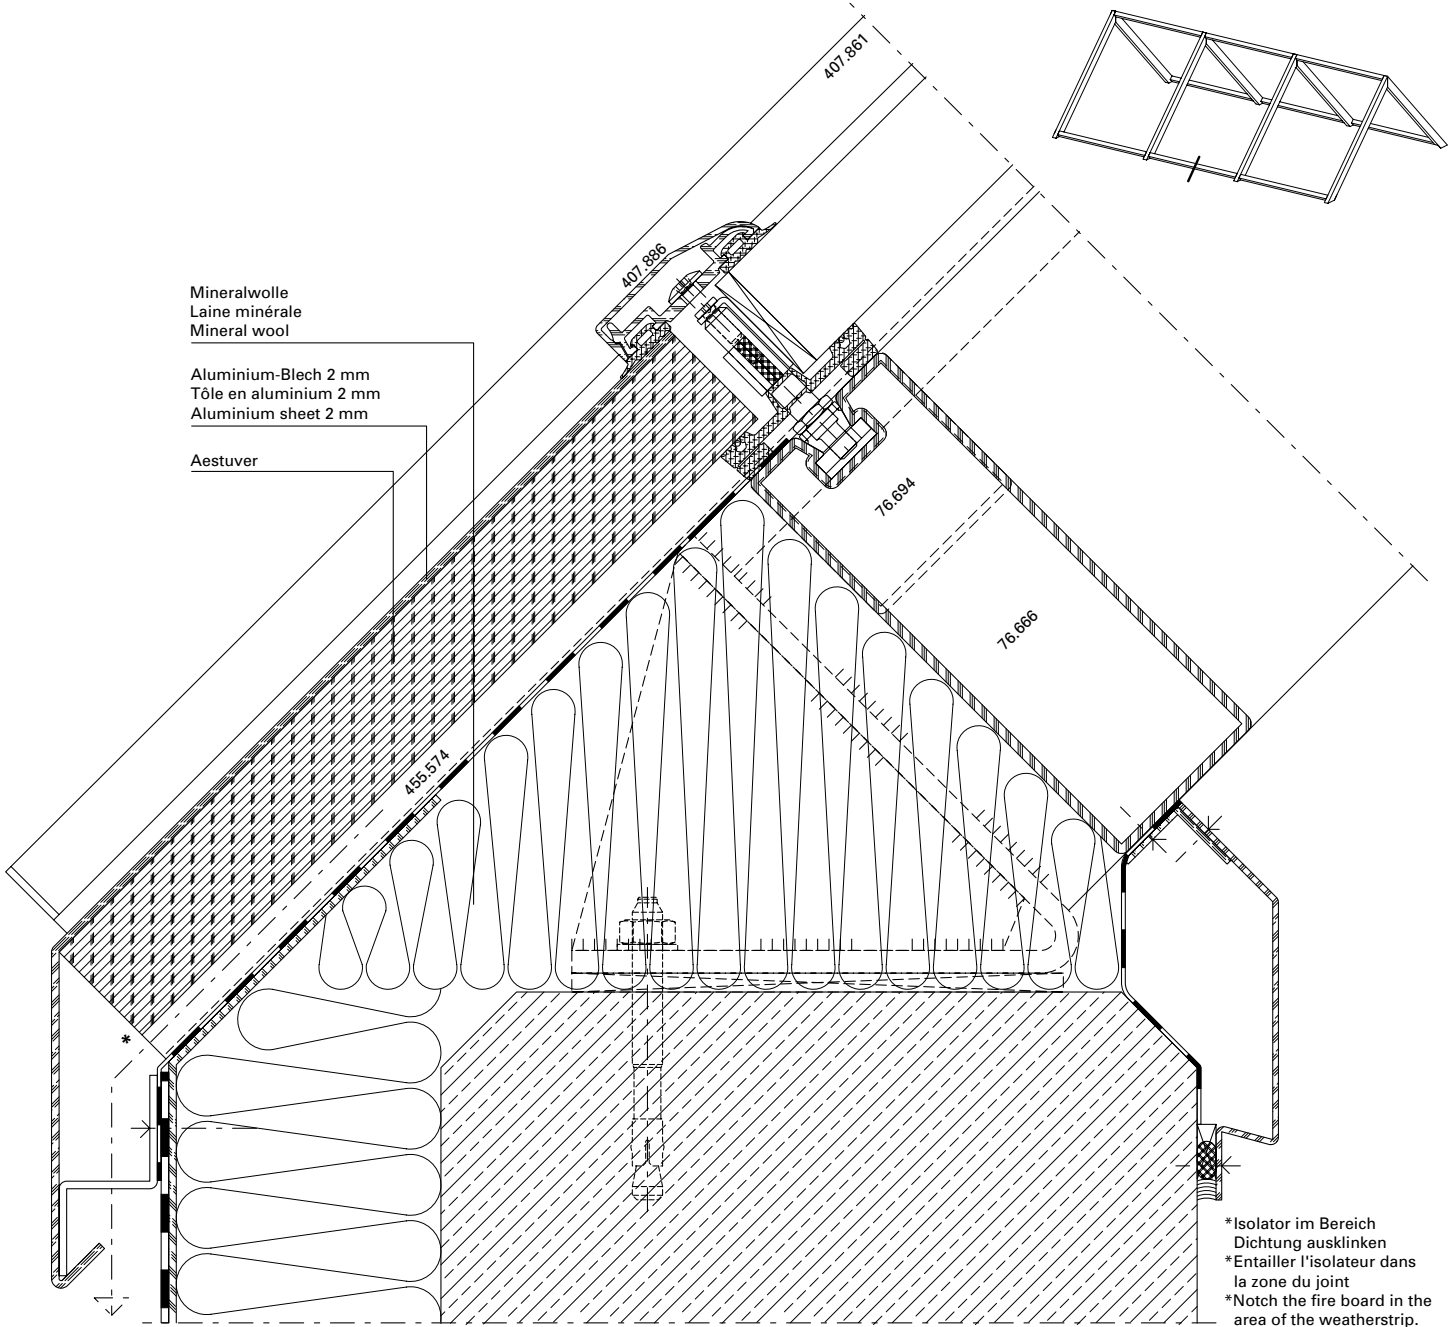 407.861
407.886
Mineralwolle
Laine minérale
Mineral wool
Aluminium-Blech 2 mm
Tôle en aluminium 2 mm
Aluminium sheet 2 mm
Aestuver
76.694
76.666
455.574
*
*Isolator im Bereich
Dichtung ausklinken
*Entailler l'isolateur dans
la zone du joint
*Notch the fire board in the
area of the weatherstrip.